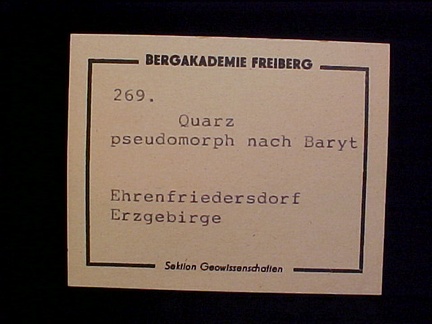 BERGAKADEMIE FREIBERG
269.
Quarz
pseudomorph nach Baryt
Ehrenfriedersdorf
Erzgebirge
Sektion Geowissenschaften